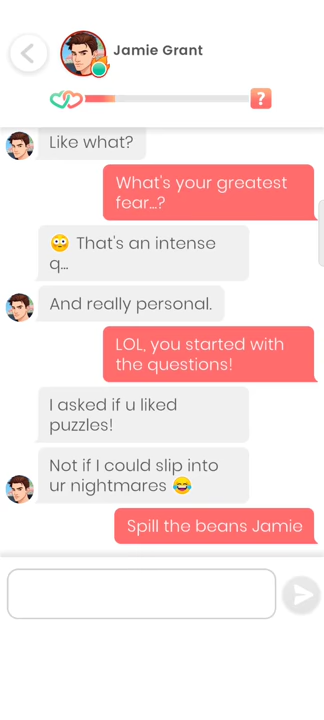 Jamie Grant
?
Like what?
What's your greatest
fear...?
😳 That's an intense
q...
And really personal.
LOL, you started with
the questions!
I asked if u liked
puzzles!
Not if I could slip into
ur nightmares 😂
Spill the beans Jamie